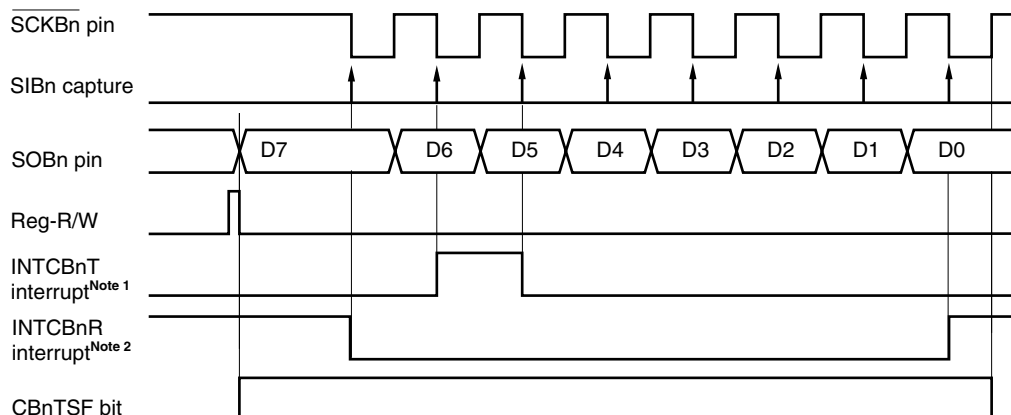 SCKBn pin
SIBn capture
SOBn pin
D7 D6 D5 D4 D3 D2 D1 D0
Reg-R/W
INTCBnT
interruptNote 1
INTCBnR
interruptNote 2
CBnTSF bit